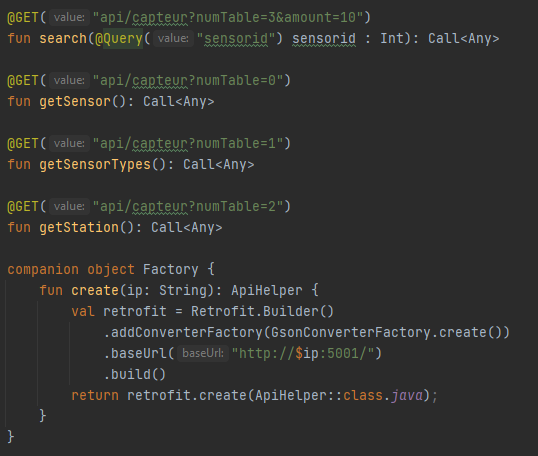 @GET( value: "api/capteur?numTable=3&amount=10")
fun search(@Query( value: "sensorid") sensorid : Int): Call<Any>
@GET( value: "api/capteur?numTable=0")
fun getSensor(): Call<Any>
@GET( value: "api/capteur?numTable=1")
fun getSensorTypes(): Call<Any>
@GET( value: "api/capteur?numTable=2")
fun getStation(): Call<Any>
companion object Factory {
fun create(ip: String): ApiHelper {
val retrofit = Retrofit.Builder()
.addConverterFactory(GsonConverterFactory.create())
.baseUrl( baseUrl: "http://$ip:5001/")
.build()
return retrofit.create(ApiHelper::class.java);
}
}